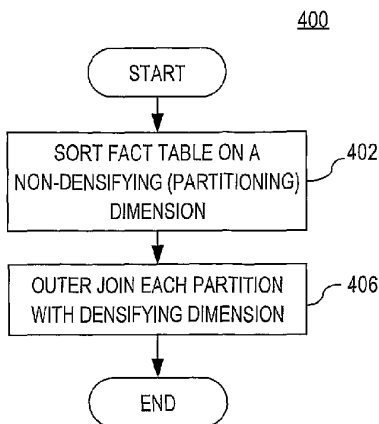 400
START
SORT FACT TABLE ON A
NON-DENSIFYING (PARTITIONING)
DIMENSION
402
OUTER JOIN EACH PARTITION
WITH DENSIFYING DIMENSION
406
END